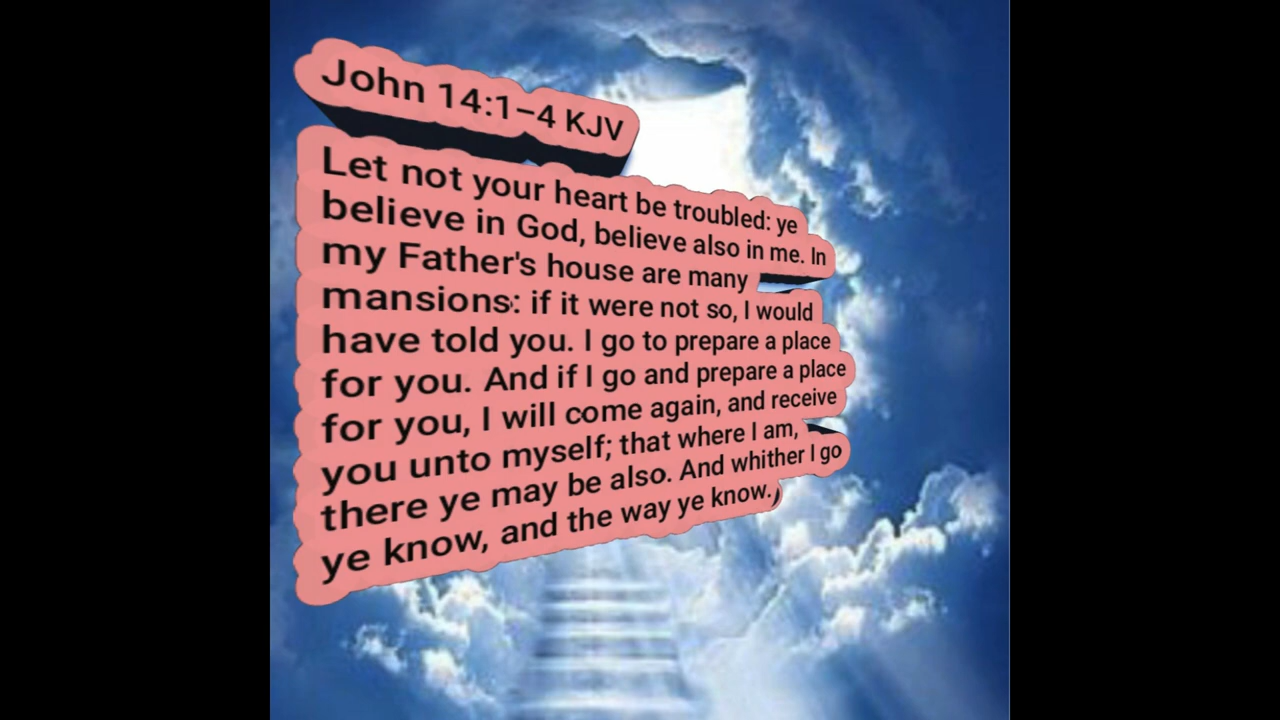 John 14:1–4 KJV
Let not your heart be troubled: ye
believe in God, believe also in me. In
my Father's house are many
mansions: if it were not so, I would
have told you. I go to prepare a place
for you. And if I go and prepare a place
for you, I will come again, and receive
you unto myself; that where I am,
there ye may be also. And whither I go
ye know, and the way ye know.